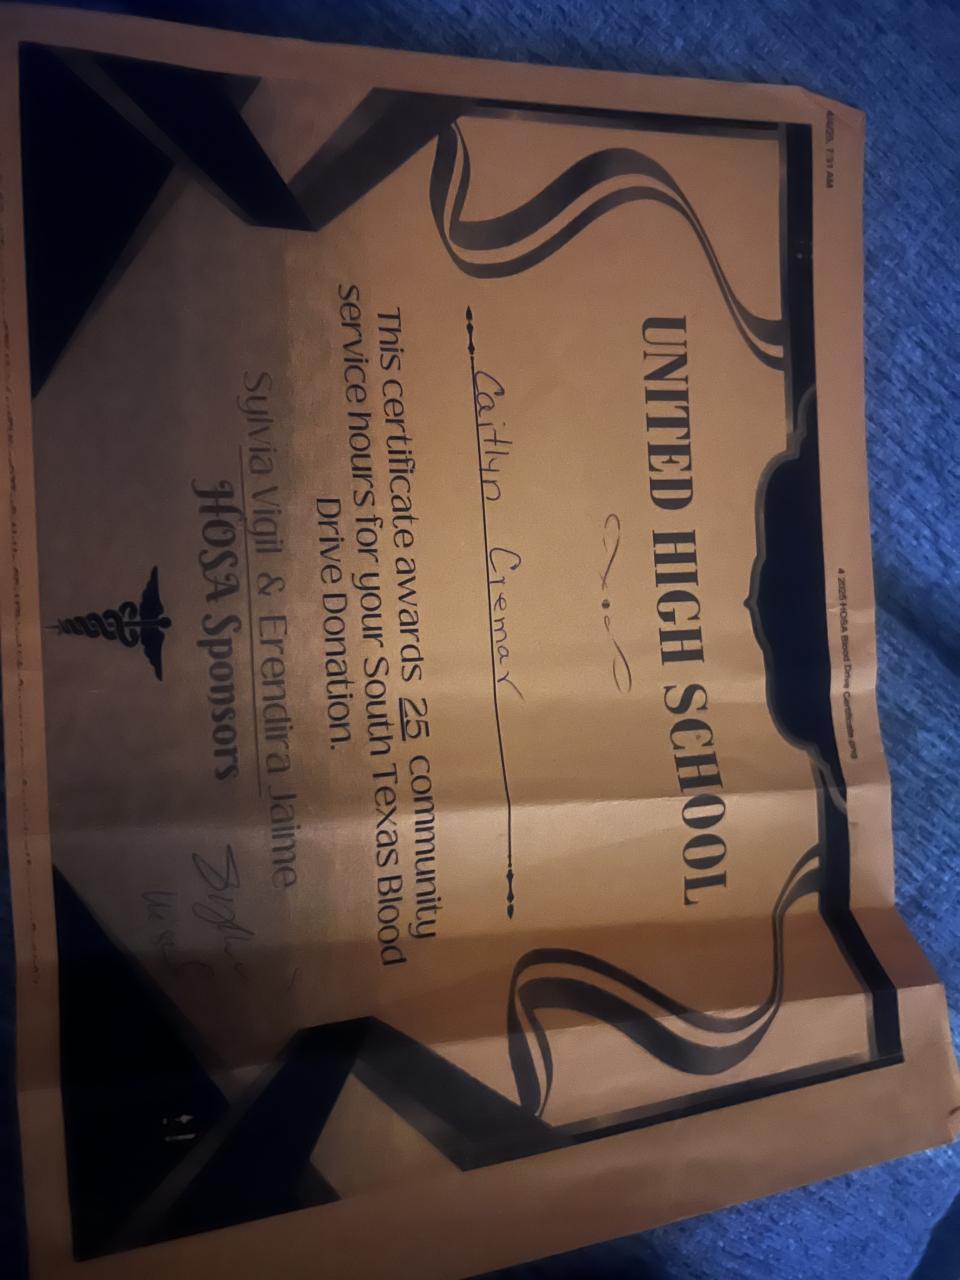 4 2025 HOSA Blood Drive Certificate.png
UNITED HIGH SCHOOL
Caitlyn Cremar
This certificate awards 25 community
service hours for your South Texas Blood
Drive Donation.
Sylvia Vigil & Erendira Jaime
HOSA Sponsors